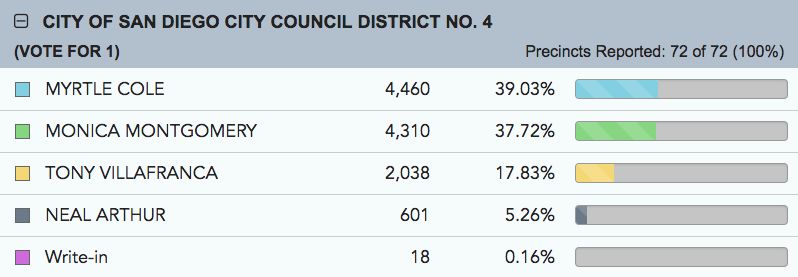 CITY OF SAN DIEGO CITY COUNCIL DISTRICT NO. 4
(VOTE FOR 1) Precincts Reported: 72 of 72 (100%)
MYRTLE COLE 4,460 39.03%
MONICA MONTGOMERY 4,310 37.72%
TONY VILLAFRANCA 2,038 17.83%
NEAL ARTHUR 601 5.26%
Write-in 18 0.16%